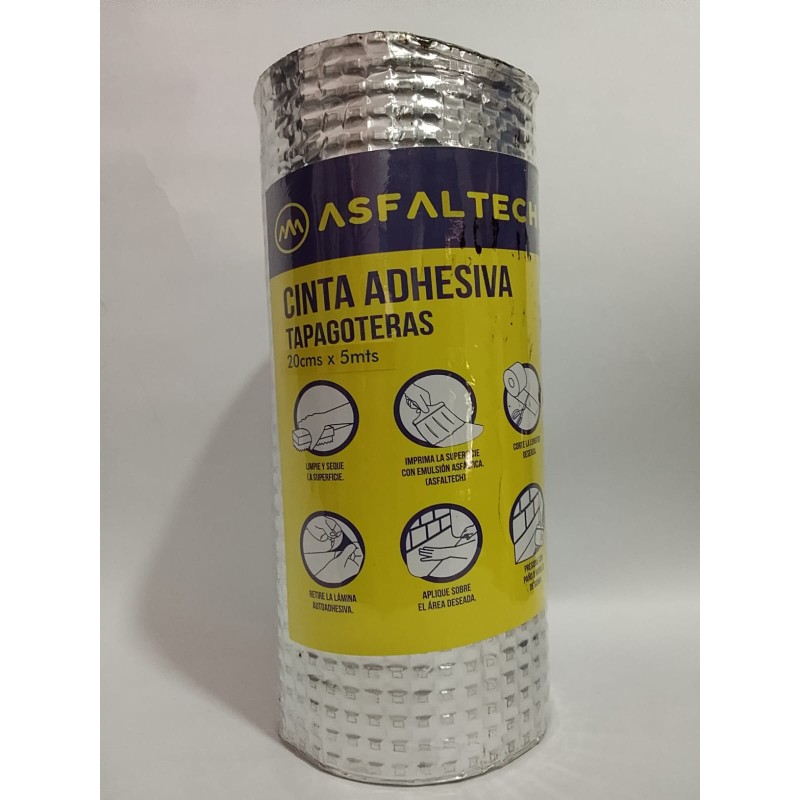 ASFALTECH
CINTA ADHESIVA
TAPAGOTERAS
20cms x 5mts
LIMPIE Y SEQUE
LA SUPERFICIE.
IMPRIMA LA SUPERFICIE
CON EMULSIÓN ASFÁLTICA.
(ASFALTECH)
CORTE LA
DESEADA.
RETIRE LA LÁMINA
AUTOADHESIVA.
APLIQUE SOBRE
EL ÁREA DESEADA.